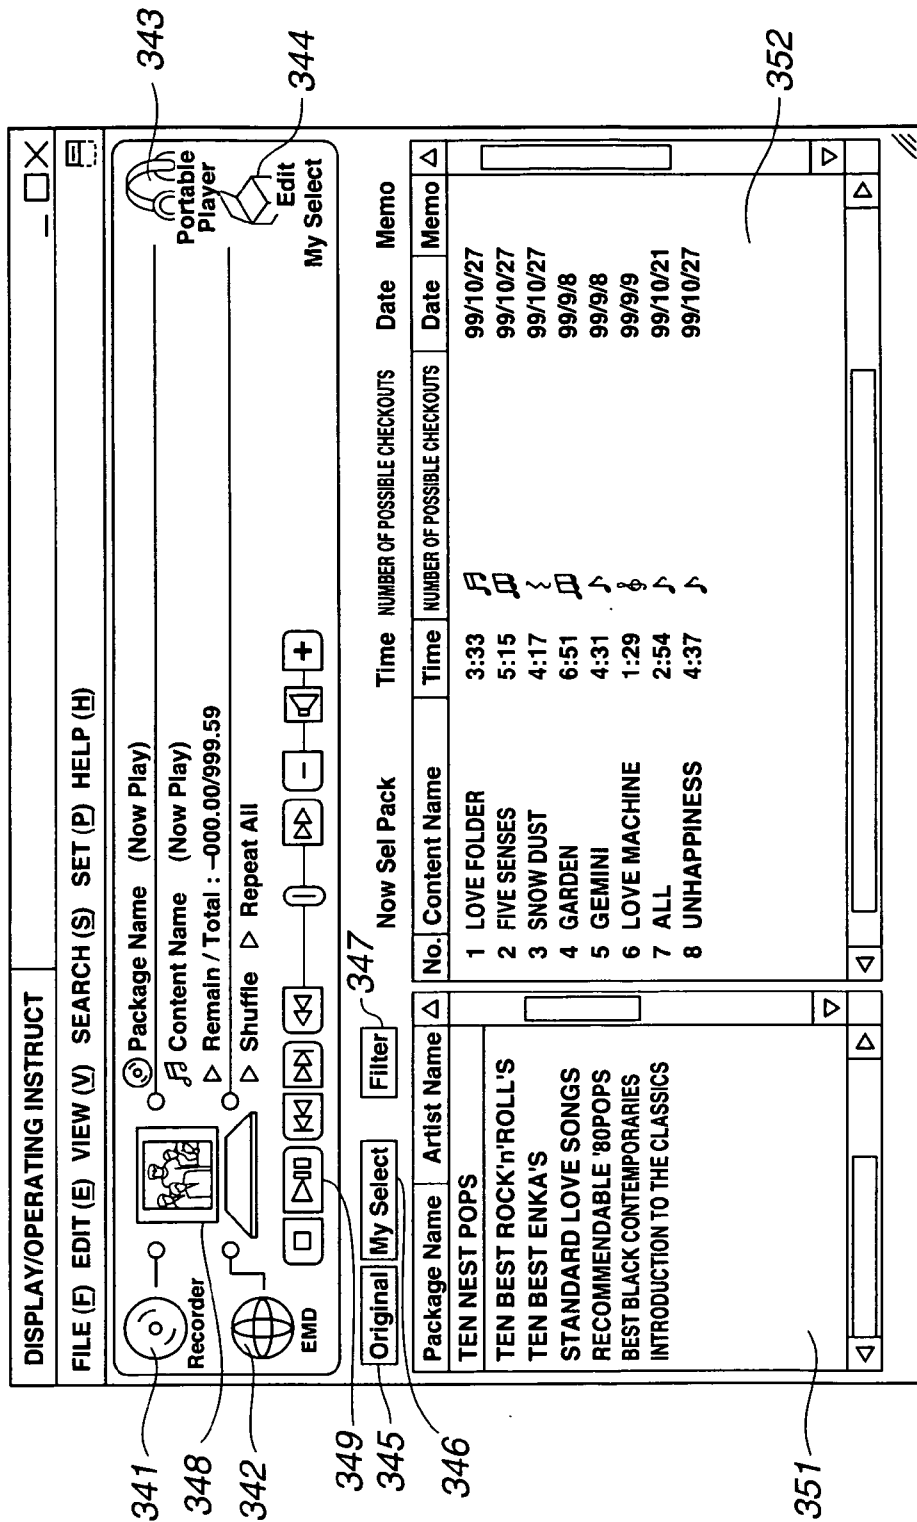 DISPLAY/OPERATING INSTRUCT
FILE (F) EDIT (E) VIEW (V) SEARCH (S) SET (P) HELP (H)
Recorder
EMD
Package Name (Now Play)
Content Name (Now Play)
Remain / Total : -000.00/999.59
Shuffle Repeat All
Portable
Player
Edit
My Select
Original My Select Filter
Now Sel Pack Time NUMBER OF POSSIBLE CHECKOUTS Date Memo
Package Name Artist Name
TEN NEST POPS
TEN BEST ROCK'n'ROLL'S
TEN BEST ENKA'S
STANDARD LOVE SONGS
RECOMMENDABLE '80POPS
BEST BLACK CONTEMPORARIES
INTRODUCTION TO THE CLASSICS
No. Content Name Time NUMBER OF POSSIBLE CHECKOUTS Date Memo
1 LOVE FOLDER 3:33 99/10/27
2 FIVE SENSES 5:15 99/10/27
3 SNOW DUST 4:17 99/10/27
4 GARDEN 6:51 99/9/8
5 GEMINI 4:31 99/9/8
6 LOVE MACHINE 1:29 99/9/9
7 ALL 2:54 99/10/21
8 UNHAPPINESS 4:37 99/10/27
341
348
342
349
345
346
347
351
343
344
352